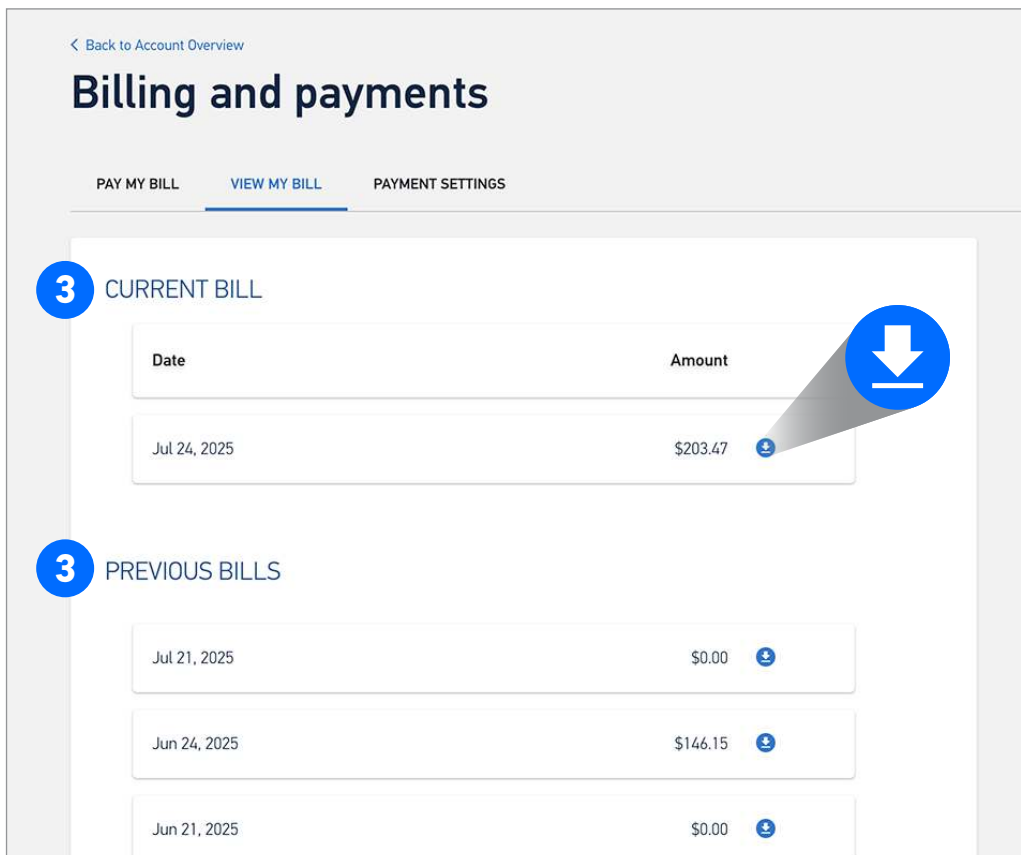 Back to Account Overview
Billing and payments
PAY MY BILL VIEW MY BILL PAYMENT SETTINGS
3 CURRENT BILL
Date Amount
Jul 24, 2025 $203.47
3 PREVIOUS BILLS
Jul 21, 2025 $0.00
Jun 24, 2025 $146.15
Jun 21, 2025 $0.00